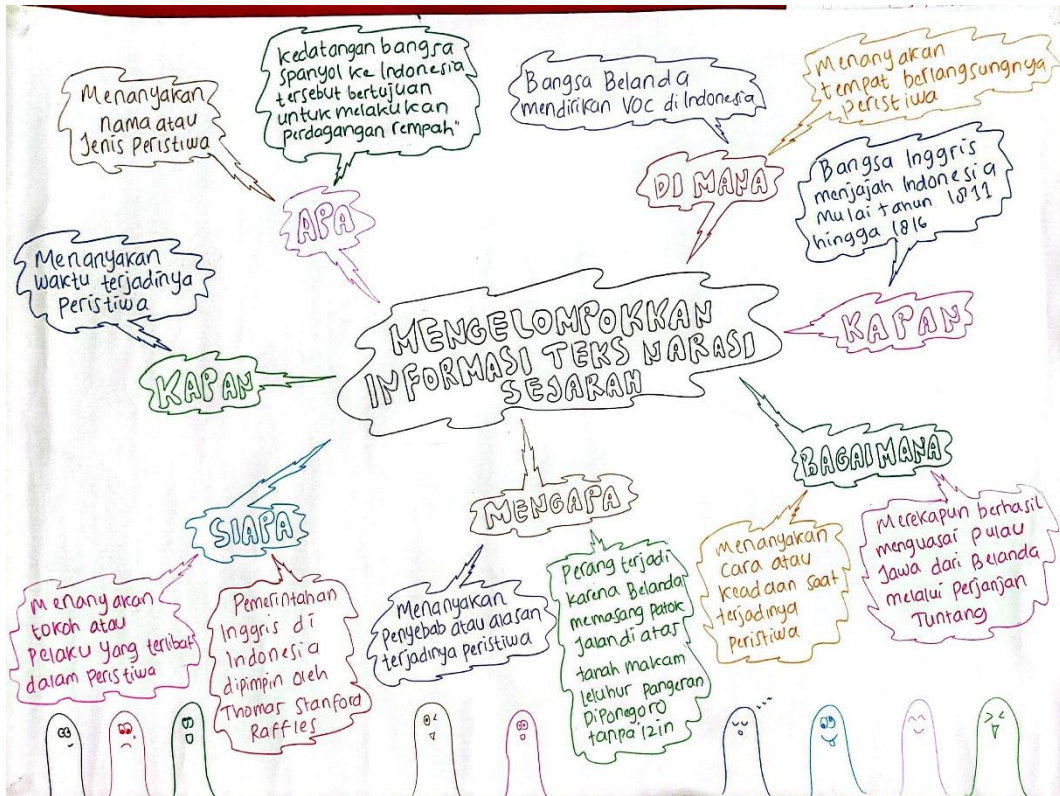 MENGELOMPOKKAN
INFORMASI TEKS NARASI
SEJARAH
APA
Menanyakan
nama atau
Jenis Peristiwa
kedatangan bangsa
spanyol ke Indonesia
tersebut bertujuan
untuk melakukan
perdagangan rempah"
DI MANA
Bangsa Belanda
mendirikan VOC di Indonesia
Menanyakan
tempat berlangsungnya
peristiwa
KAPAN
Bangsa Inggris
menjajah Indonesia
Mulai tahun 1811
hingga 1816
KAPAN
Menanyakan
waktu terjadinya
Peristiwa
SIAPA
Menanyakan
tokoh atau
Pelaku yang terlibat
dalam Peristiwa
Pemerintahan
Inggris di
Indonesia
dipimpin oleh
Thomas Stanford
Raffles
MENGAPA
Menanyakan
Penyebab atau alasan
terjadinya peristiwa
Perang terjadi
karena Belanda
memasang patok
Jalan di atas
tanah makam
leluhur pangeran
Diponegoro
tanpa izin
BAGAIMANA
menanyakan
cara atau
keadaan saat
terjadinya
Peristiwa
Merekapun berhasil
menguasai pulau
Jawa dari Belanda
melalui Perjanjan
Tuntang